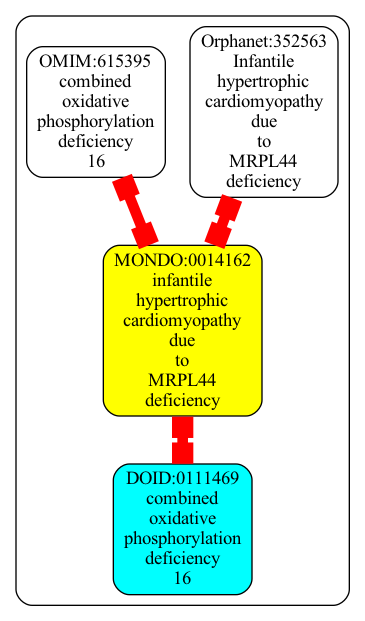 OMIM:615395
combined
oxidative
phosphorylation
deficiency
16
Orphanet:352563
Infantile
hypertrophic
cardiomyopathy
due
to
MRPL44
deficiency
MONDO:0014162
infantile
hypertrophic
cardiomyopathy
due
to
MRPL44
deficiency
DOID:0111469
combined
oxidative
phosphorylation
deficiency
16